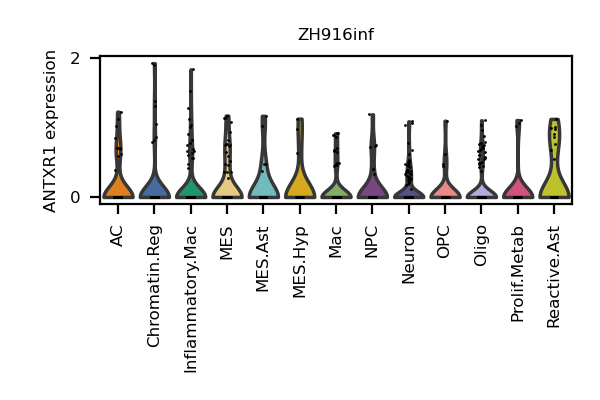 ZH916inf
ANTXR1 expression
2
0
AC
Chromatin.Reg
Inflammatory.Mac
MES
MES.Ast
MES.Hyp
Mac
NPC
Neuron
OPC
Oligo
Prolif.Metab
Reactive.Ast